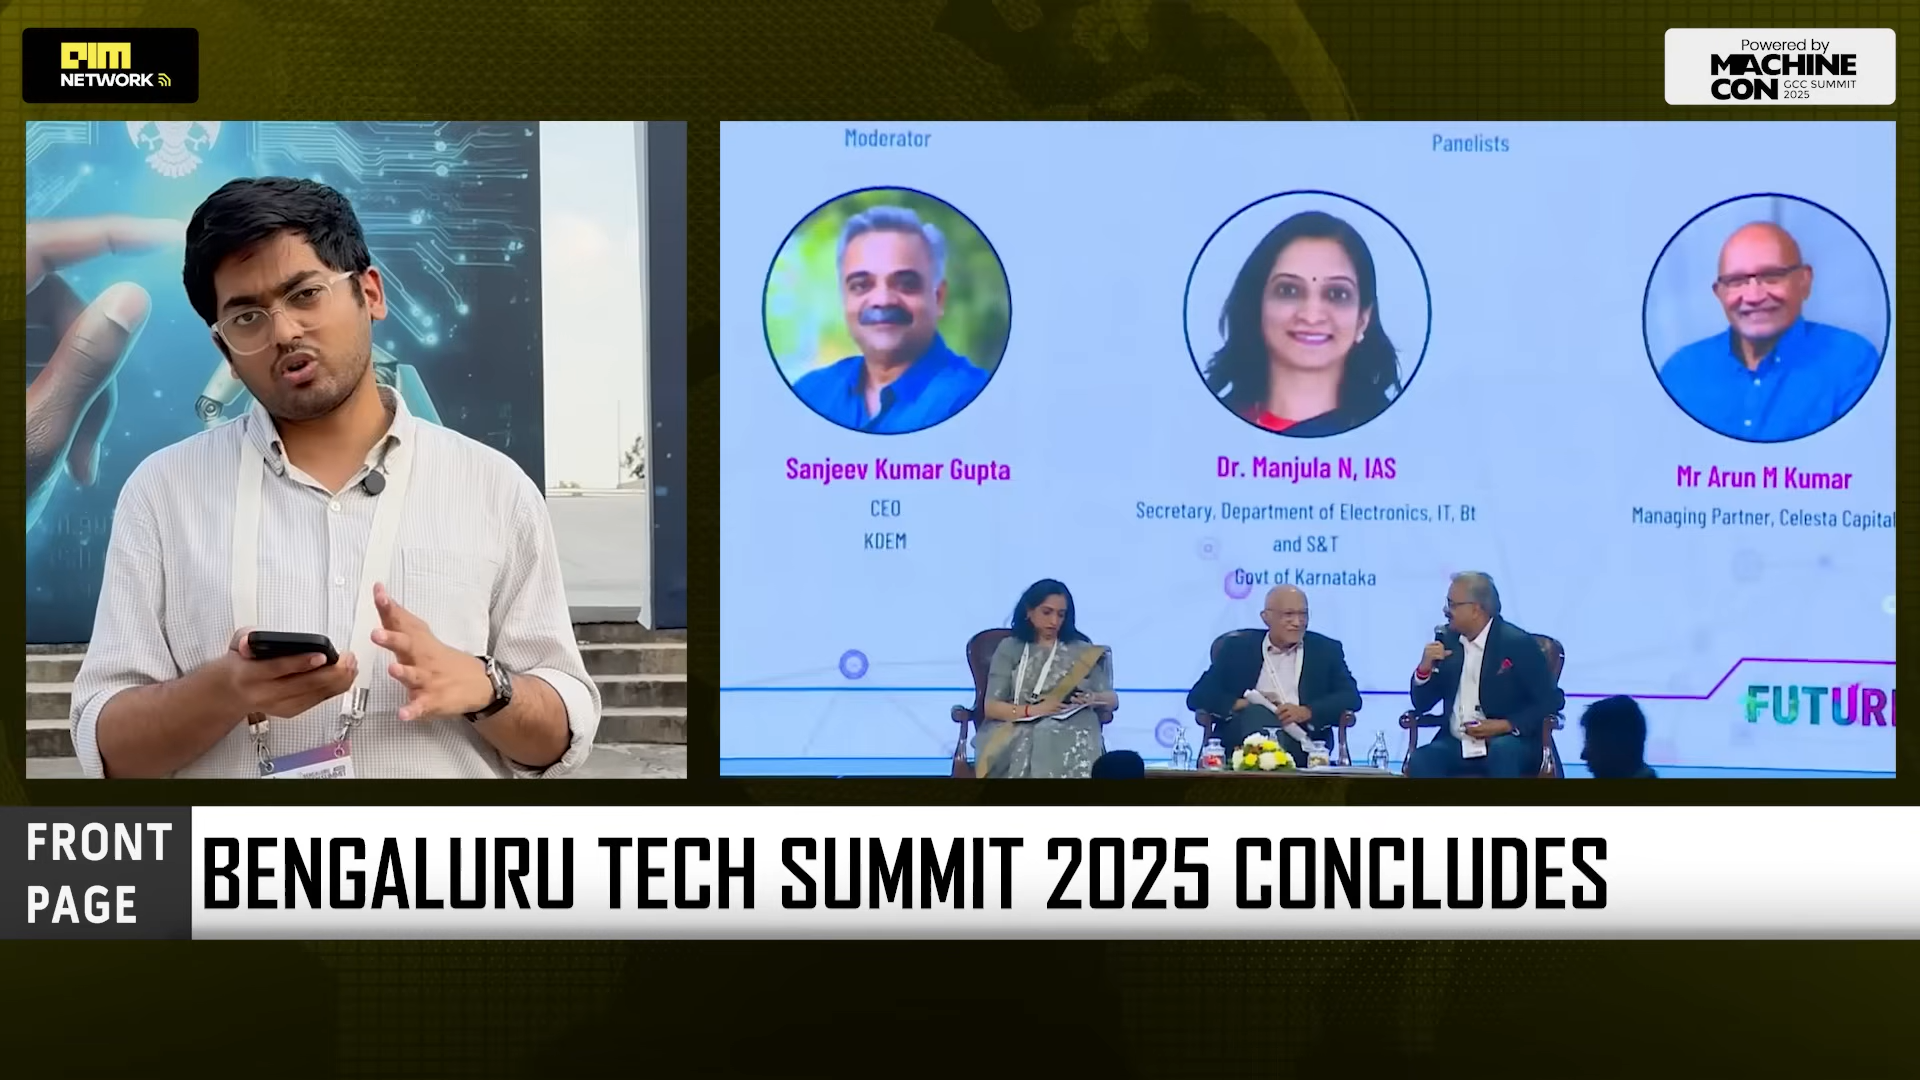 AIM
NETWORK
Powered by
MACHINE
CON GCC SUMMIT
2025
Moderator
Panelists
Sanjeev Kumar Gupta
CEO
KDEM
Dr. Manjula N, IAS
Secretary, Department of Electronics, IT, Bt
and S&T
Govt of Karnataka
Mr Arun M Kumar
Managing Partner, Celesta Capital
FUTURE
FRONT
PAGE
BENGALURU TECH SUMMIT 2025 CONCLUDES